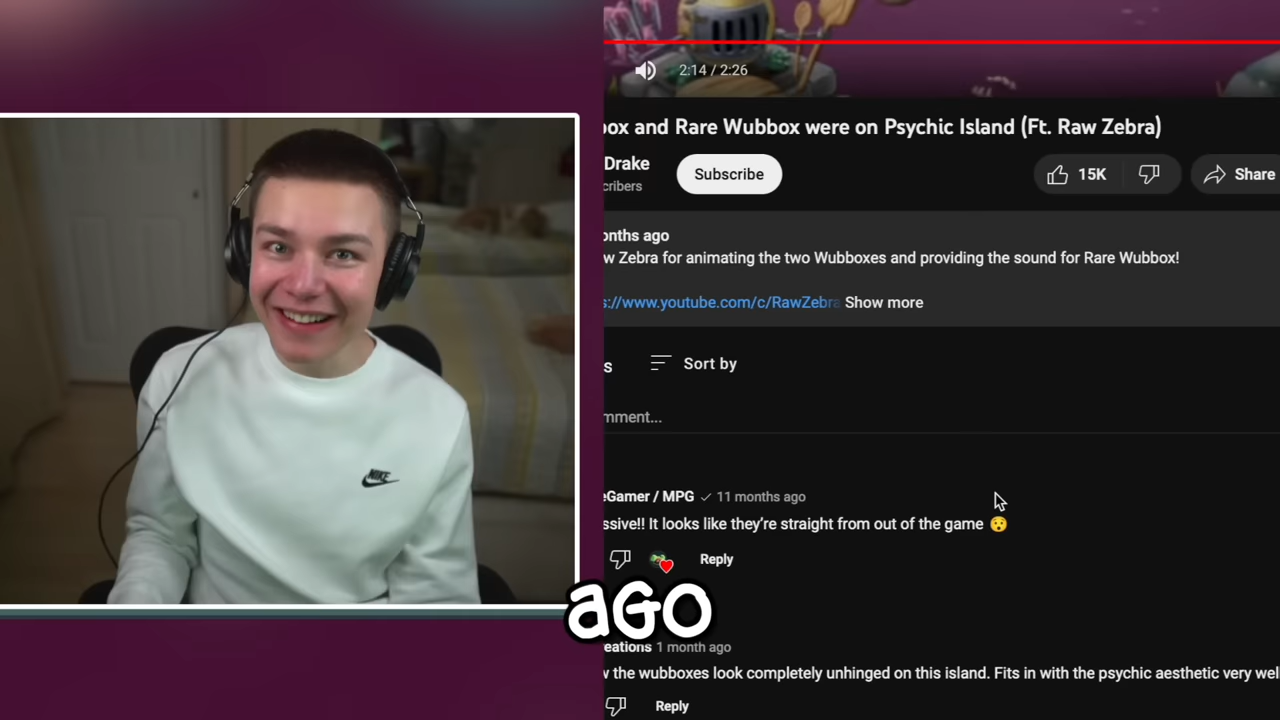 2:14 / 2:26
box and Rare Wubbox were on Psychic Island (Ft. Raw Zebra)
Drake
cribers
Subscribe
15K
Share
onths ago
w Zebra for animating the two Wubboxes and providing the sound for Rare Wubbox!
s://www.youtube.com/c/RawZebra Show more
s
Sort by
mment...
eGamer / MPG 11 months ago
ssive!! It looks like they're straight from out of the game 😯
Reply
AGO
eations 1 month ago
w the wubboxes look completely unhinged on this island. Fits in with the psychic aesthetic very wel
Reply
NIKE